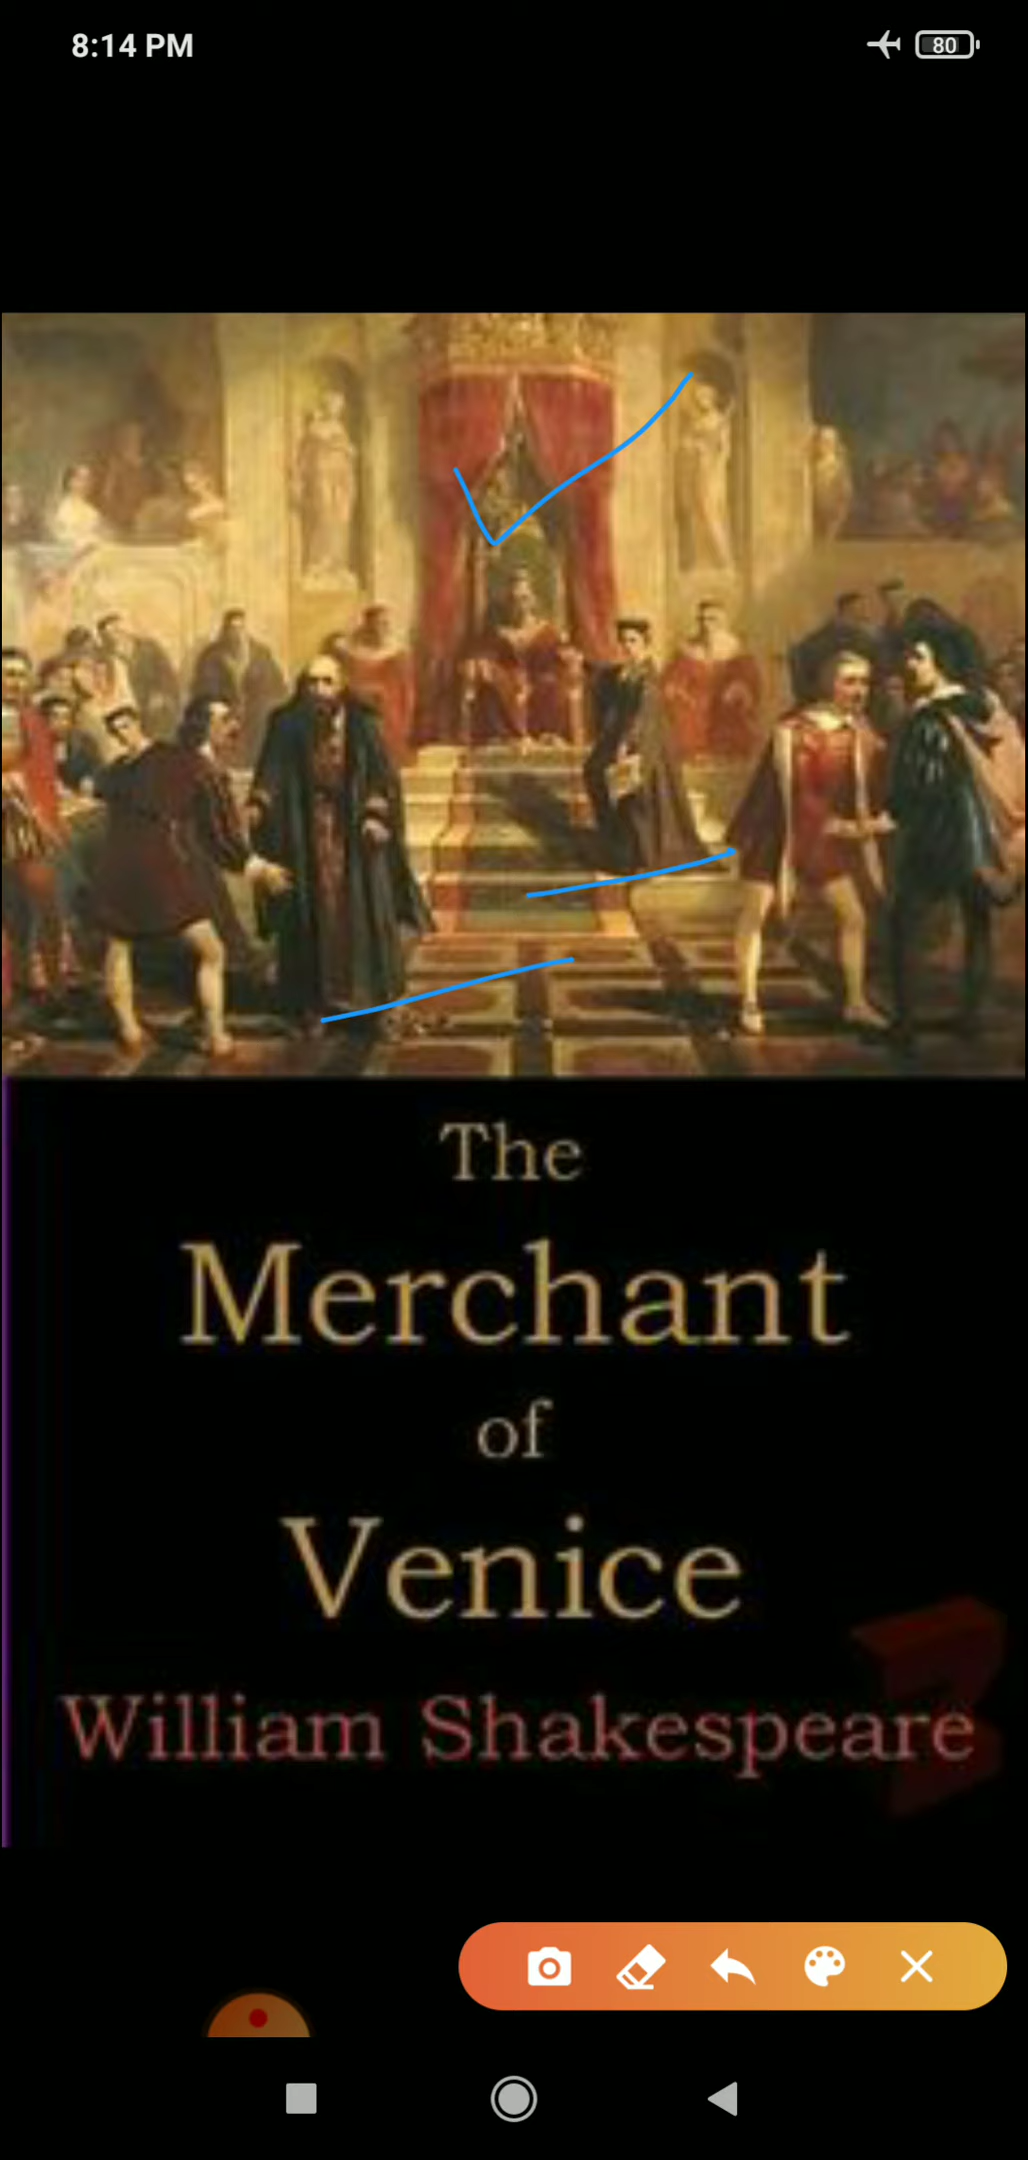 8:14 PM
80
The
Merchant
of
Venice
William Shakespeare